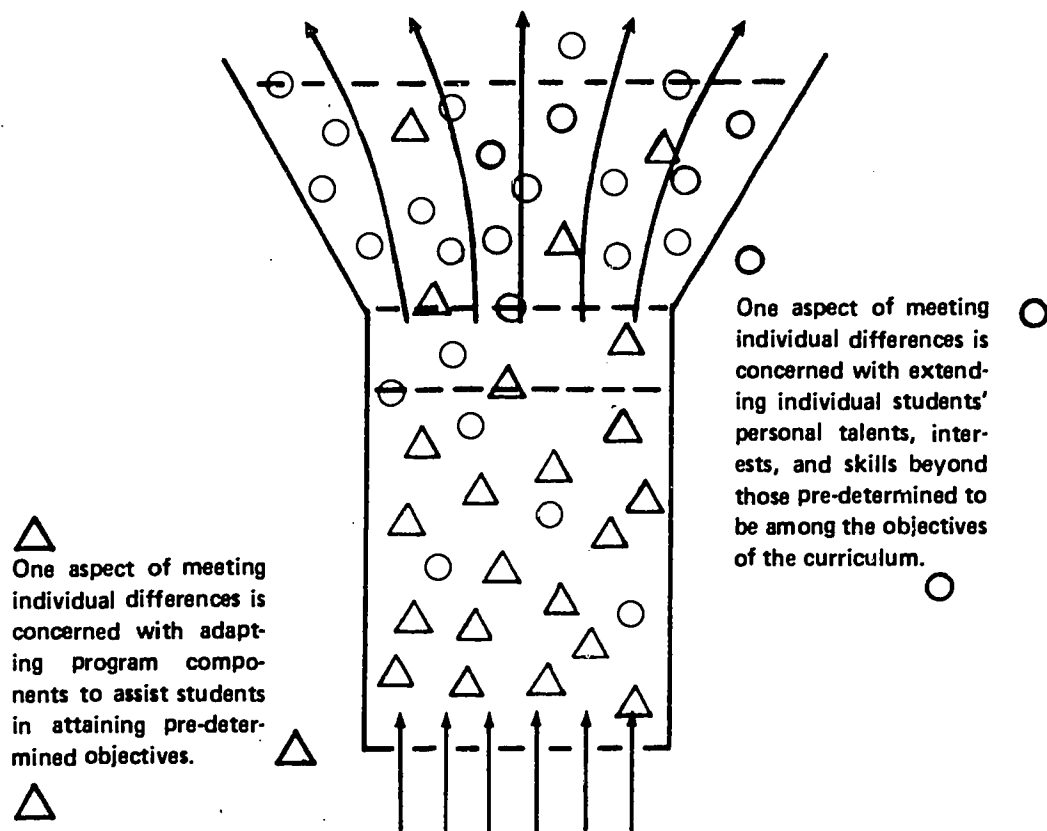 One aspect of meeting
individual differences is
concerned with extend-
ing individual students'
personal talents, inter-
ests, and skills beyond
those pre-determined to
be among the objectives
of the curriculum.
One aspect of meeting
individual differences is
concerned with adapt-
ing program compo-
nents to assist students
in attaining pre-deter-
mined objectives.